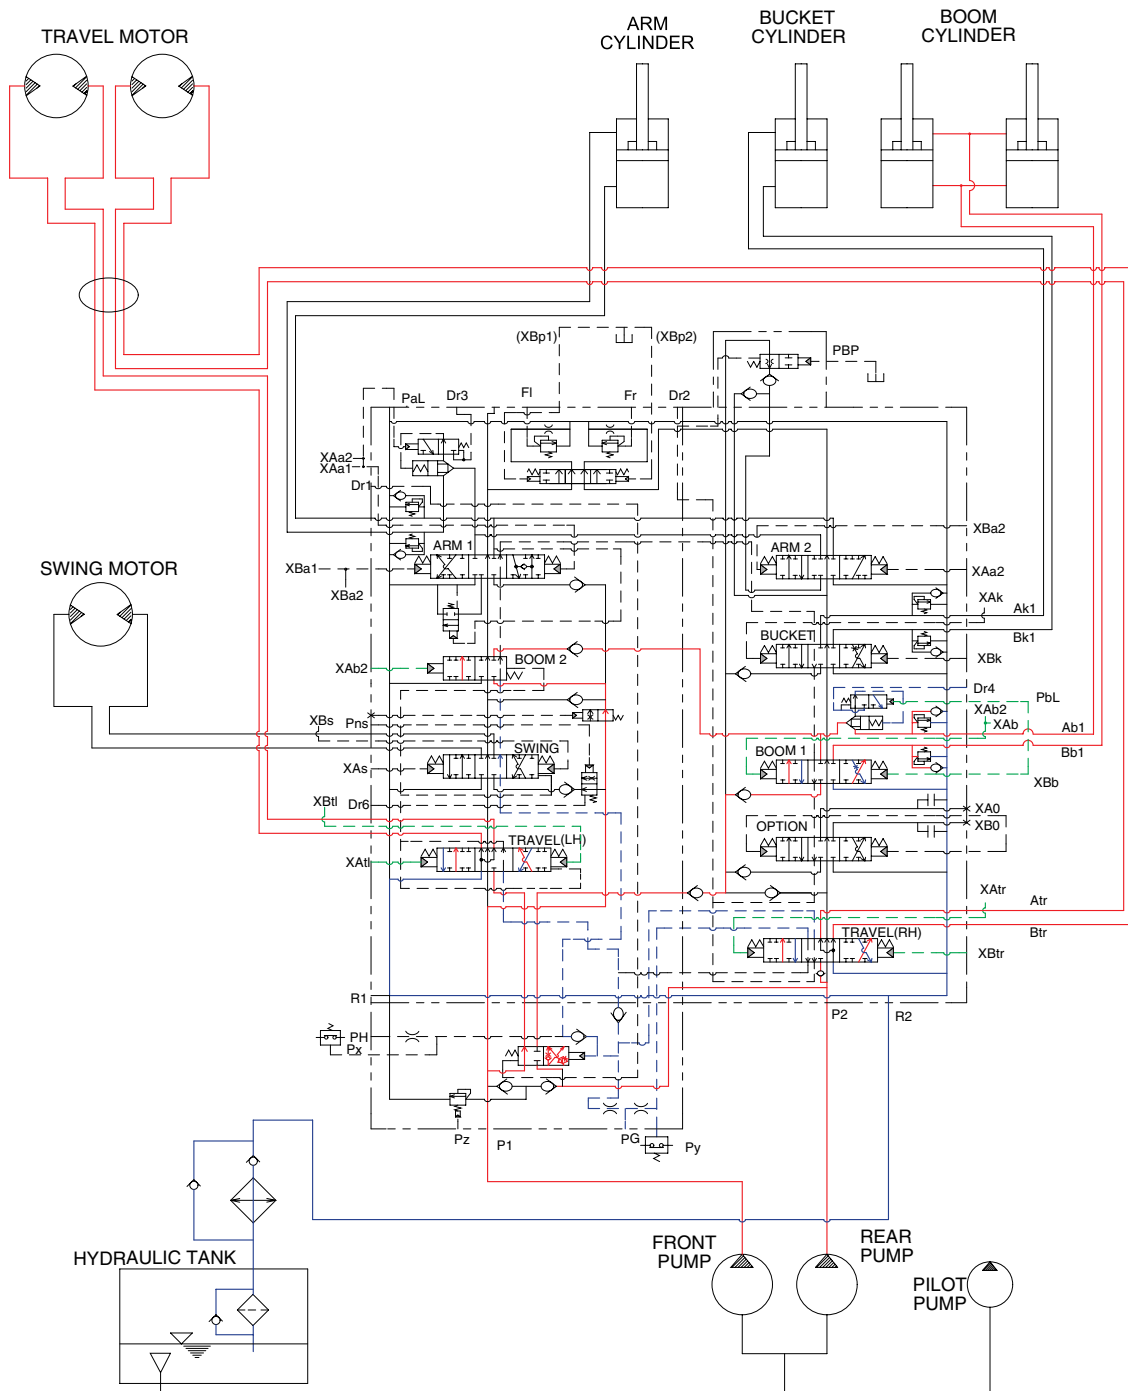 TRAVEL MOTOR
ARM
CYLINDER
BUCKET
CYLINDER
BOOM
CYLINDER
(XBp1)
(XBp2)
PBP
PaL
Dr3
Fl
Fr
Dr2
XAa2
XAa1
Dr1
XBa2
ARM 1
ARM 2
XBa1
XAa2
XBa2
XAk
Ak1
SWING MOTOR
BUCKET
Bk1
XBk
XAb2
BOOM 2
Dr4
PbL
XAb2
XBs
Pns
XAb
Ab1
SWING
BOOM 1
Bb1
XAs
XBb
XBtl
Dr6
XA0
OPTION
XB0
TRAVEL(LH)
XAtl
XAtr
Atr
TRAVEL(RH)
Btr
XBtr
R1
P2
R2
PH
Px
Pz
P1
PG
Py
FRONT
PUMP
REAR
PUMP
HYDRAULIC TANK
PILOT
PUMP